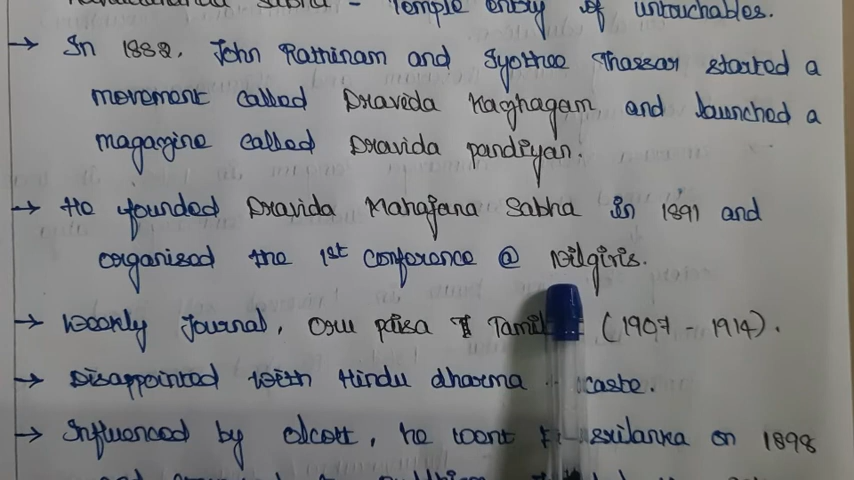 Sabha - Temple entry of untouchables.
→ In 1882, John Rathinam and Iyothee Thassar started a
movement called Dravida Kazhagam and launched a
magazine called Dravida pandiyan.
→ He founded Dravida Mahajana Sabha in 1891 and
organised the 1st conference @ Nilgiris.
→ Weekly Journal, Oru paisa Tamil (1907 - 1914).
→ Disappointed with Hindu dharma caste.
→ Influenced by olcott, he went srilanka on 1898